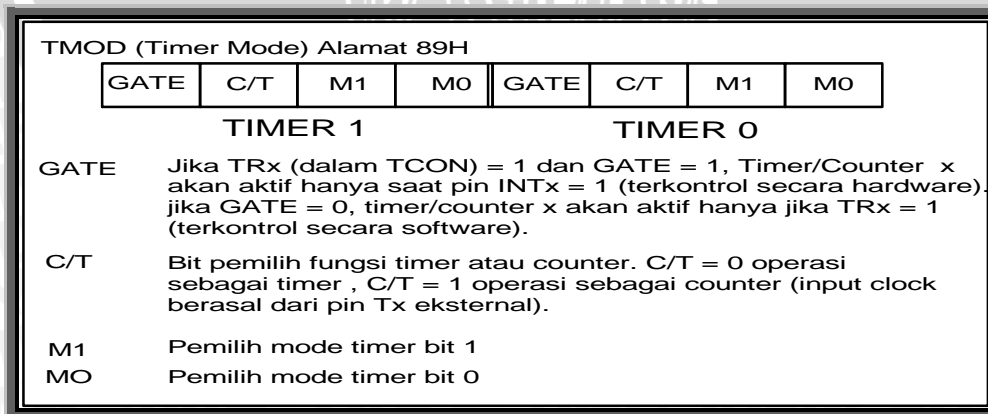 TMOD (Timer Mode) Alamat 89H
GATE C/T M1 M0 GATE C/T M1 M0
TIMER 1 TIMER 0
GATE Jika TRx (dalam TCON) = 1 dan GATE = 1, Timer/Counter x
akan aktif hanya saat pin INTx = 1 (terkontrol secara hardware).
jika GATE = 0, timer/counter x akan aktif hanya jika TRx = 1
(terkontrol secara software).
C/T Bit pemilih fungsi timer atau counter. C/T = 0 operasi
sebagai timer , C/T = 1 operasi sebagai counter (input clock
berasal dari pin Tx eksternal).
M1 Pemilih mode timer bit 1
MO Pemilih mode timer bit 0